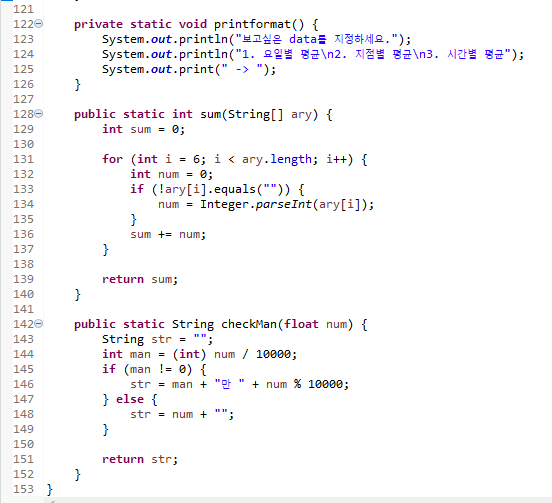 121
122 private static void printformat() {
123 System.out.println("보고싶은 data를 지정하세요.");
124 System.out.println("1. 요일별 평균\n2. 지점별 평균\n3. 시간별 평균");
125 System.out.print(" -> ");
126 }
127
128 public static int sum(String[] ary) {
129 int sum = 0;
130
131 for (int i = 6; i < ary.length; i++) {
132 int num = 0;
133 if (!ary[i].equals("")) {
134 num = Integer.parseInt(ary[i]);
135 }
136 sum += num;
137 }
138
139 return sum;
140 }
141
142 public static String checkMan(float num) {
143 String str = "";
144 int man = (int) num / 10000;
145 if (man != 0) {
146 str = man + "만 " + num % 10000;
147 } else {
148 str = num + "";
149 }
150
151 return str;
152 }
153 }